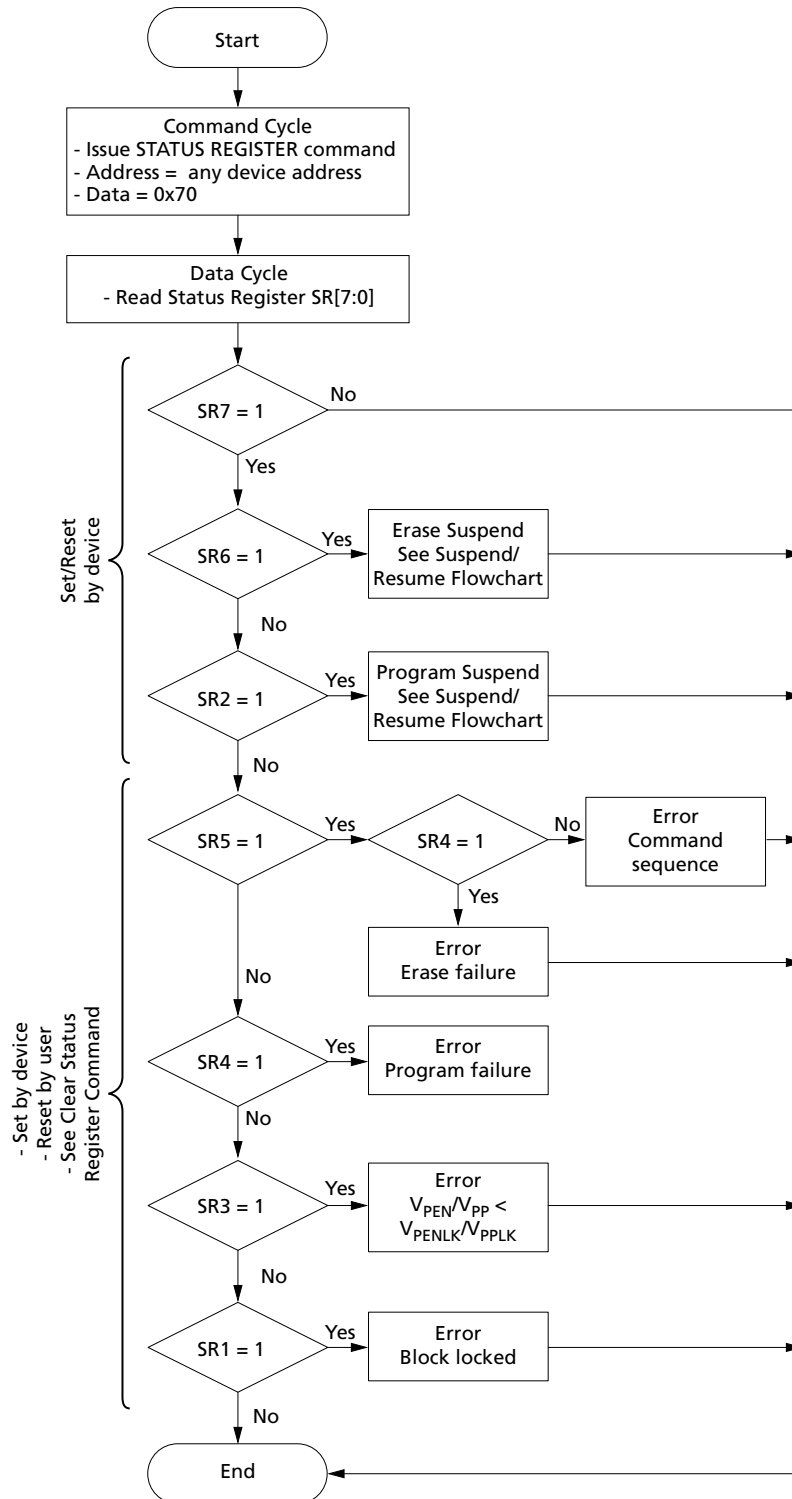 Start
Command Cycle
- Issue STATUS REGISTER command
- Address = any device address
- Data = 0x70
Data Cycle
- Read Status Register SR[7:0]
Set/Reset
by device
SR7 = 1
No
Yes
SR6 = 1
Yes
Erase Suspend
See Suspend/
Resume Flowchart
No
SR2 = 1
Yes
Program Suspend
See Suspend/
Resume Flowchart
No
- Set by device
- Reset by user
- See Clear Status
Register Command
SR5 = 1
Yes
SR4 = 1
No
Error
Command
sequence
Yes
Error
Erase failure
No
SR4 = 1
Yes
Error
Program failure
No
SR3 = 1
Yes
Error
VPEN/VPP <
VPENLK/VPPLK
No
SR1 = 1
Yes
Error
Block locked
No
End